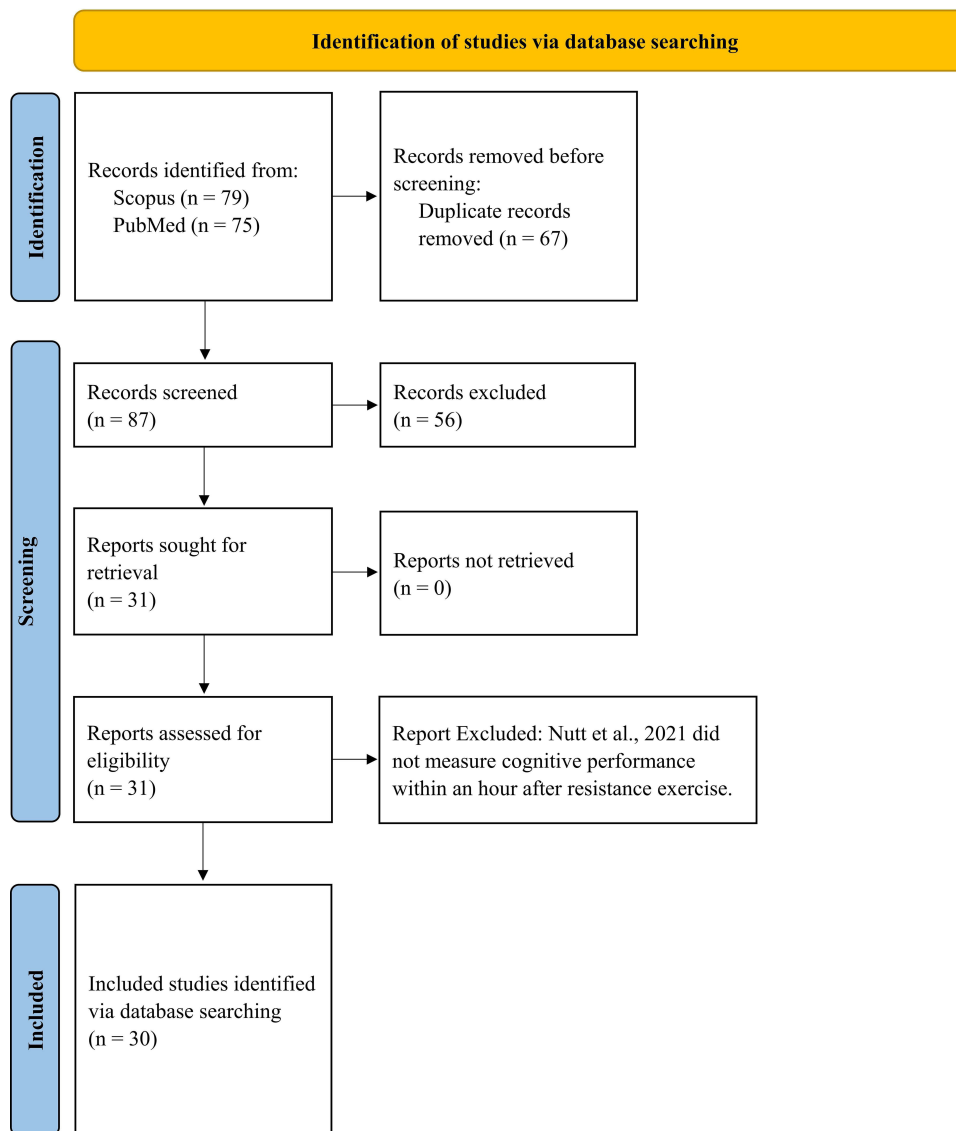 Identification of studies via database searching
Identification
Records identified from:
Scopus (n = 79)
PubMed (n = 75)
Records removed before
screening:
Duplicate records
removed (n = 67)
Screening
Records screened
(n = 87)
Records excluded
(n = 56)
Reports sought for
retrieval
(n = 31)
Reports not retrieved
(n = 0)
Reports assessed for
eligibility
(n = 31)
Report Excluded: Nutt et al., 2021 did
not measure cognitive performance
within an hour after resistance exercise.
Included
Included studies identified
via database searching
(n = 30)